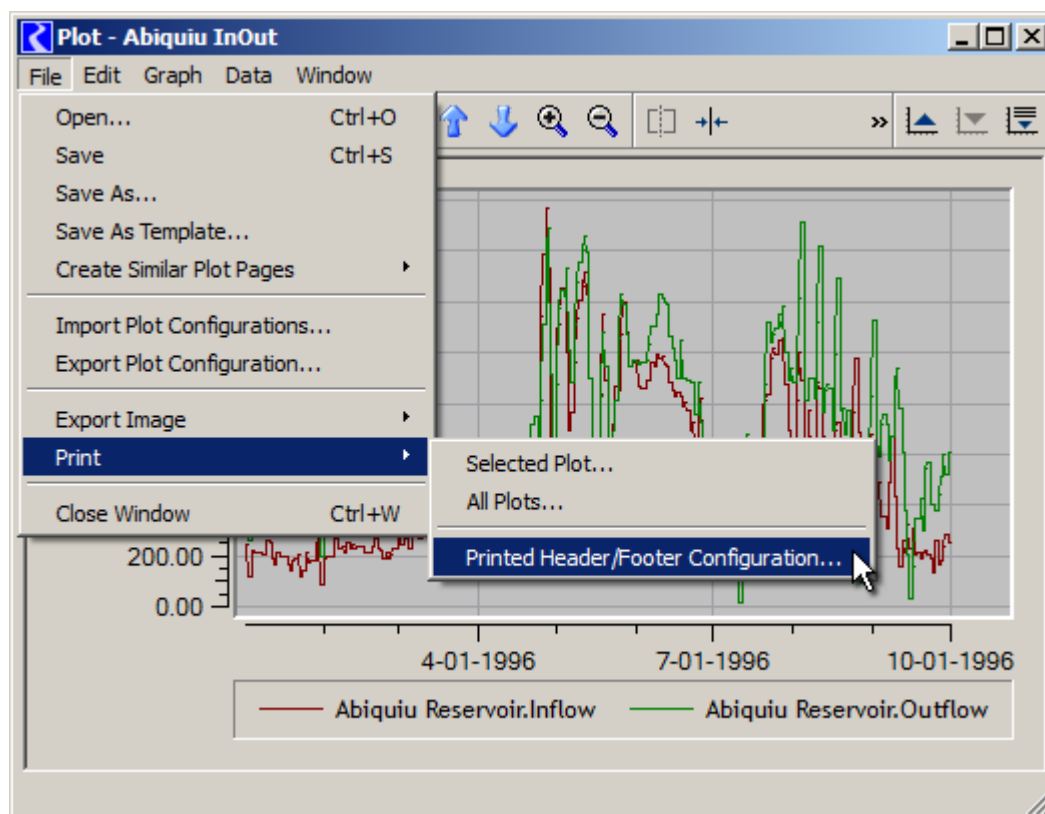 Plot - Abiquiu InOut
File Edit Graph Data Window
Open... Ctrl+O
Save Ctrl+S
Save As...
Save As Template...
Create Similar Plot Pages
Import Plot Configurations...
Export Plot Configuration...
Export Image
Print
Close Window Ctrl+W
Selected Plot...
All Plots...
Printed Header/Footer Configuration...
200.00
0.00
4-01-1996 7-01-1996 10-01-1996
Abiquiu Reservoir.Inflow Abiquiu Reservoir.Outflow